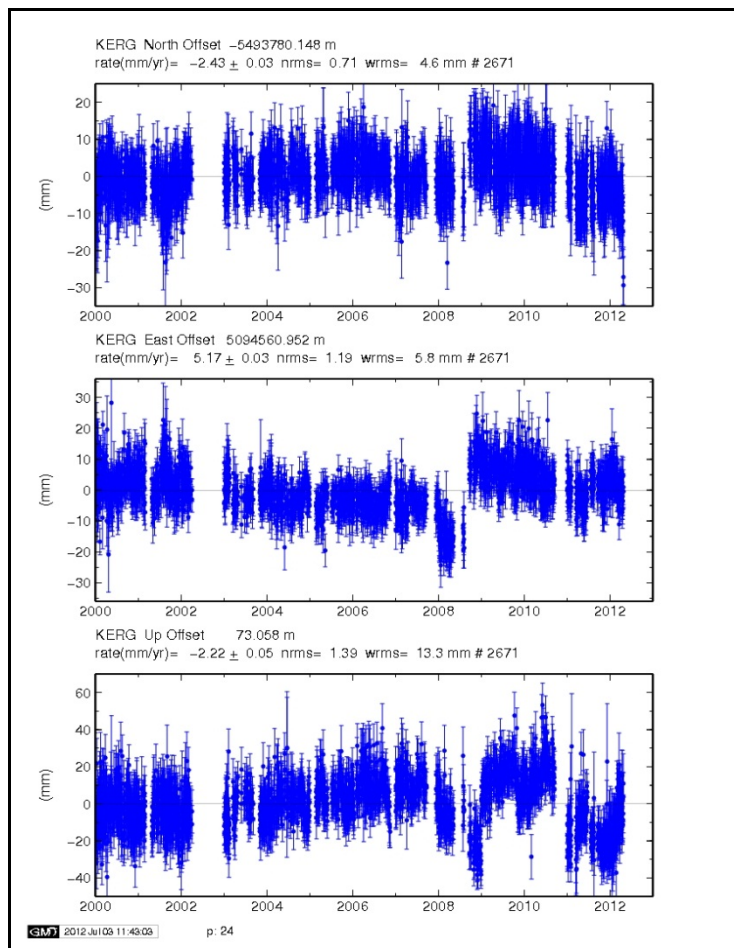 KERG North Offset -5493780.148 m
rate(mm/yr)= -2.43 ± 0.03 nrms= 0.71 wrms= 4.6 mm # 2671
20
10
0
-10
-20
-30
(mm)
2000 2002 2004 2006 2008 2010 2012
KERG East Offset 5094560.952 m
rate(mm/yr)= 5.17 ± 0.03 nrms= 1.19 wrms= 5.8 mm # 2671
30
20
10
0
-10
-20
-30
(mm)
2000 2002 2004 2006 2008 2010 2012
KERG Up Offset 73.058 m
rate(mm/yr)= -2.22 ± 0.05 nrms= 1.39 wrms= 13.3 mm # 2671
60
40
20
0
-20
-40
(mm)
2000 2002 2004 2006 2008 2010 2012
GMT 2012 Jul 03 11:43:03 p: 24